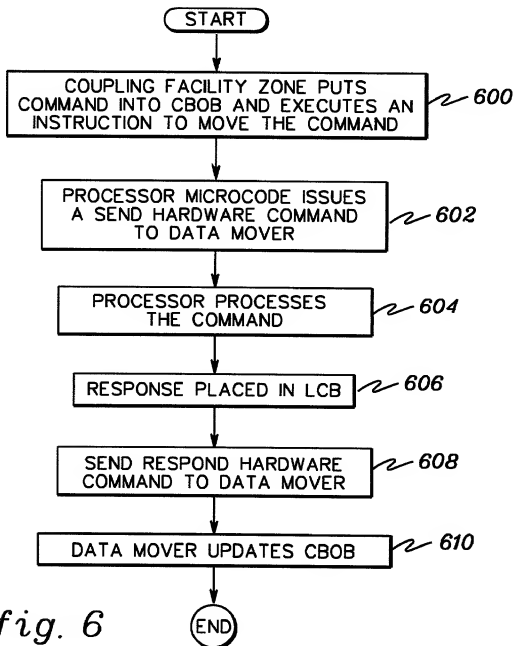 START
COUPLING FACILITY ZONE PUTS
COMMAND INTO CBOB AND EXECUTES AN
INSTRUCTION TO MOVE THE COMMAND
600
PROCESSOR MICROCODE ISSUES
A SEND HARDWARE COMMAND
TO DATA MOVER
602
PROCESSOR PROCESSES
THE COMMAND
604
RESPONSE PLACED IN LCB
606
SEND RESPOND HARDWARE
COMMAND TO DATA MOVER
608
DATA MOVER UPDATES CBOB
610
END
fig. 6